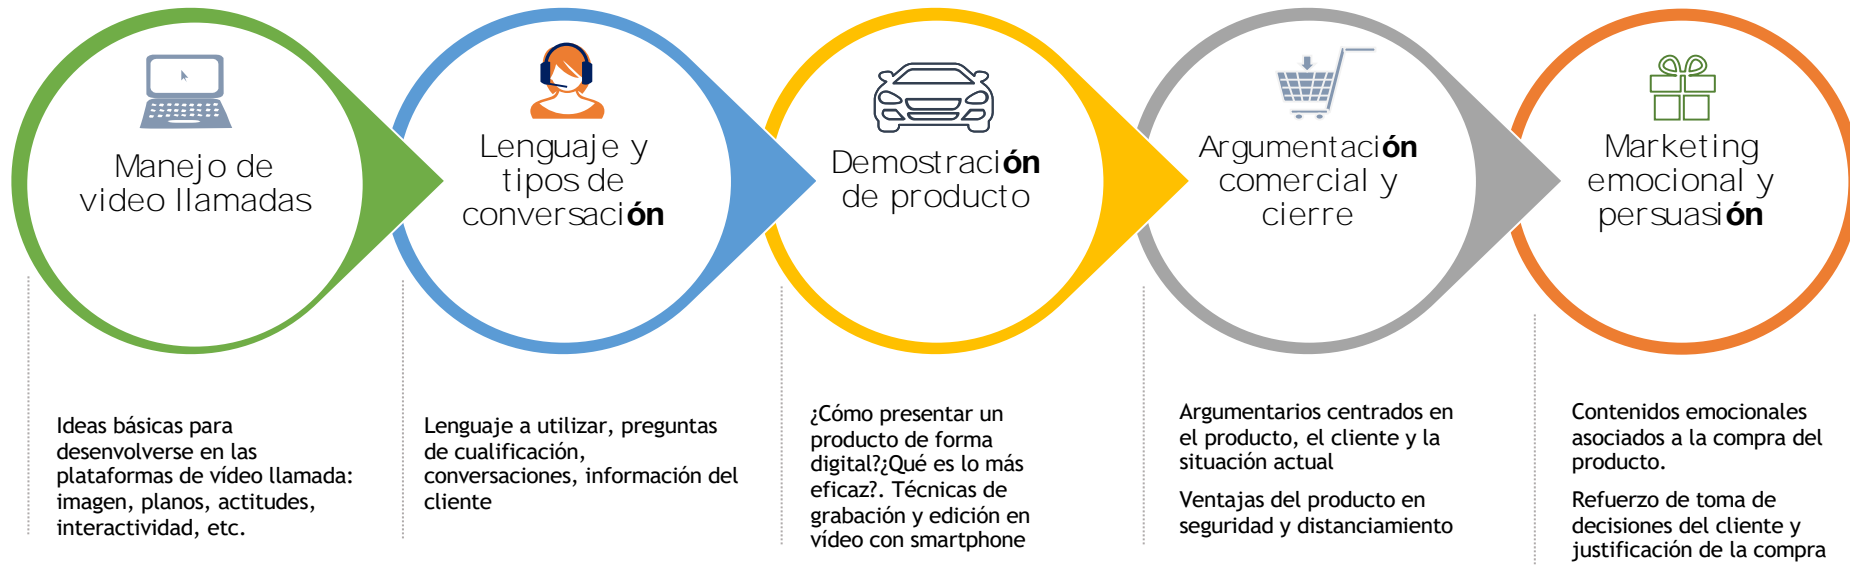 Manejo de
video llamadas
Lenguaje y
tipos de
conversación
Demostración
de producto
Argumentación
comercial y
cierre
Marketing
emocional y
persuasión
Ideas básicas para
desenvolverse en las
plataformas de vídeo llamada:
imagen, planos, actitudes,
interactividad, etc.
Lenguaje a utilizar, preguntas
de cualificación,
conversaciones, información del
cliente
¿Cómo presentar un
producto de forma
digital?¿Qué es lo más
eficaz?. Técnicas de
grabación y edición en
vídeo con smartphone
Argumentarios centrados en
el producto, el cliente y la
situación actual
Ventajas del producto en
seguridad y distanciamiento
Contenidos emocionales
asociados a la compra del
producto.
Refuerzo de toma de
decisiones del cliente y
justificación de la compra